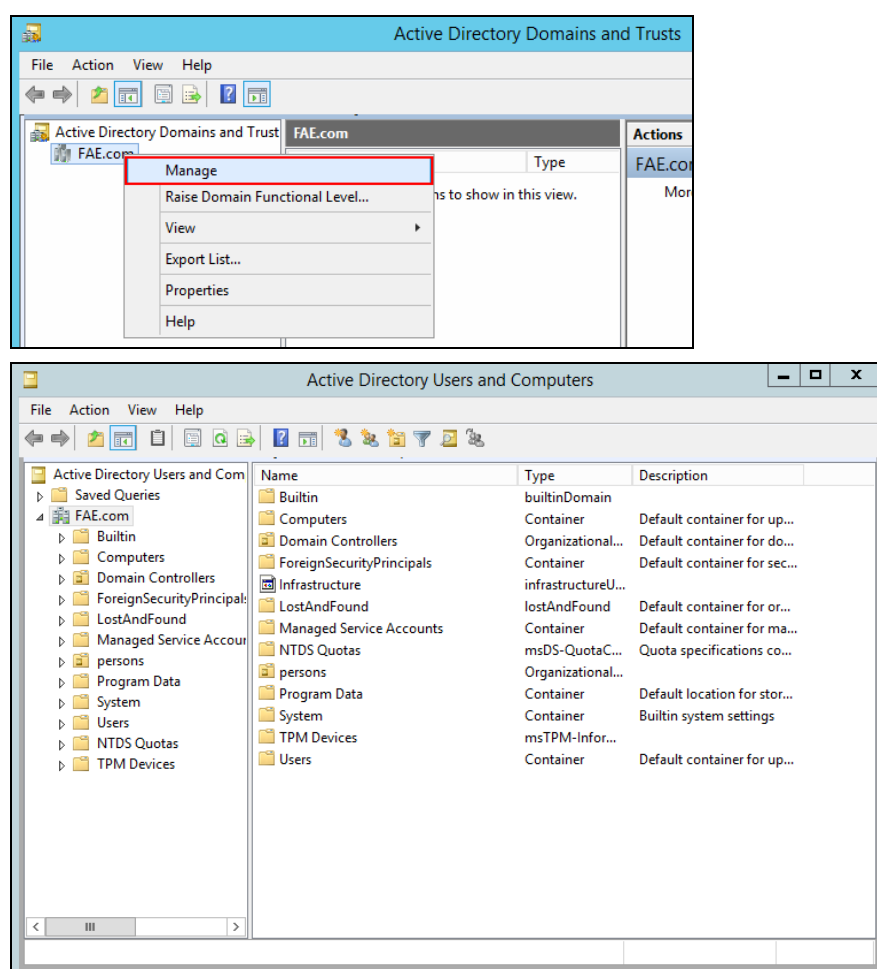 Active Directory Domains and Trusts
File Action View Help
Active Directory Domains and Trust FAE.com Actions
FAE.com Type FAE.co
Manage
ns to show in this view. Mor
Raise Domain Functional Level...
View
Export List...
Properties
Help
Active Directory Users and Computers
File Action View Help
Active Directory Users and Com Name Type Description
Saved Queries Builtin builtinDomain
FAE.com Computers Container Default container for up...
Builtin Domain Controllers Organizational... Default container for do...
Computers ForeignSecurityPrincipals Container Default container for sec...
Domain Controllers Infrastructure infrastructureU...
ForeignSecurityPrincipal LostAndFound lostAndFound Default container for or...
LostAndFound Managed Service Accounts Container Default container for ma...
Managed Service Accour NTDS Quotas msDS-QuotaC... Quota specifications co...
persons persons Organizational...
Program Data Program Data Container Default location for stor...
System System Container Builtin system settings
Users TPM Devices msTPM-Infor...
NTDS Quotas Users Container Default container for up...
TPM Devices